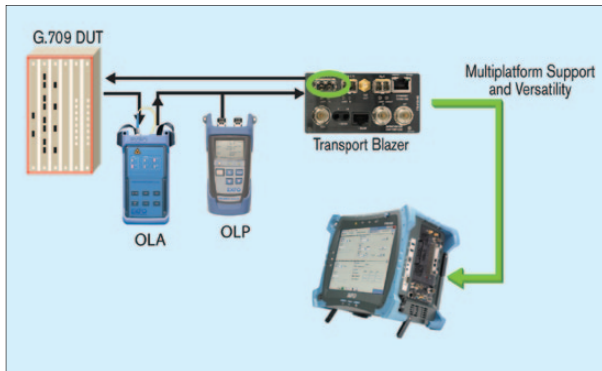 G.709 DUT
Multiplatform Support
and Versatility
Transport Blazer
OLA
OLP